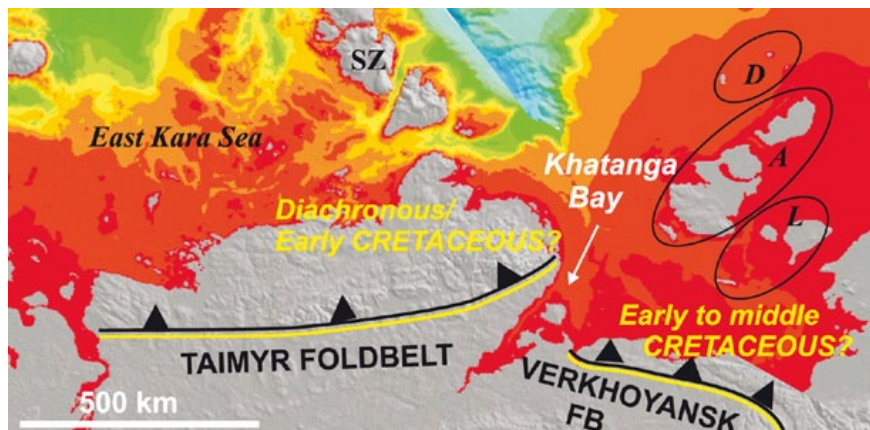 SZ
D
East Kara Sea
A
Khatanga
Bay
Diachronous/
Early CRETACEOUS?
L
Early to middle
CRETACEOUS?
TAIMYR FOLDBELT
VERKHOYANSK
FB
500 km